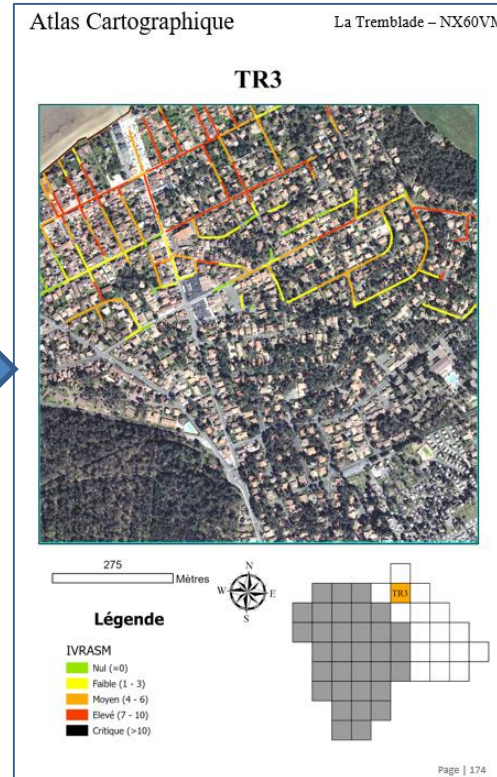 Atlas Cartographique
La Tremblade – NX60VM
TR3
275
Mètres
N
W
E
S
TR3
Légende
IVRASM
Nul (=0)
Faible (1 - 3)
Moyen (4 - 6)
Elevé (7 - 10)
Critique (>10)
Page | 174